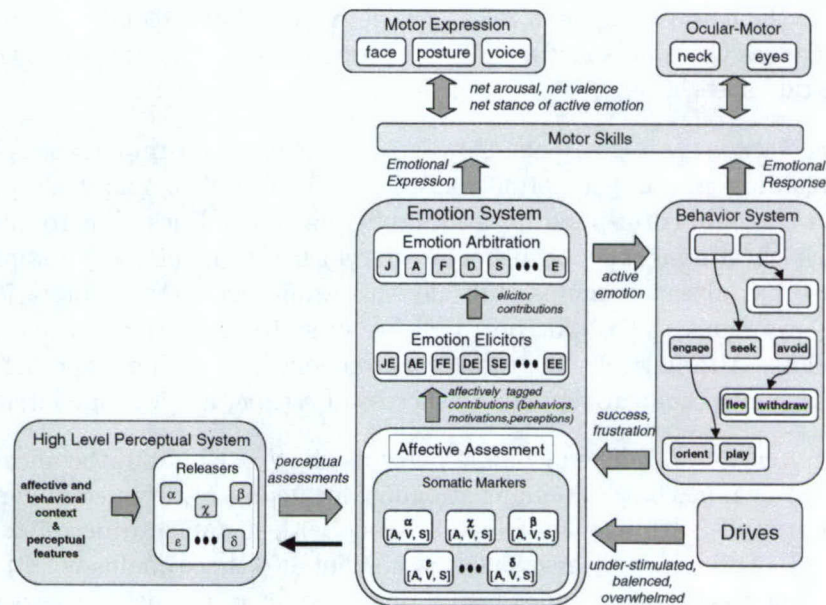 Motor Expression
face posture voice
Ocular-Motor
neck eyes
net arousal, net valence
net stance of active emotion
Motor Skills
Emotional
Expression
Emotional
Response
Emotion System
Emotion Arbitration
J A F D S ••• E
elicitor
contributions
Emotion Elicitors
JE AE FE DE SE ••• EE
affectively tagged
contributions (behaviors,
motivations,perceptions)
Affective Assesment
Somatic Markers
α χ β
[A, V, S] [A, V, S] [A, V, S]
ε ••• δ
[A, V, S] [A, V, S]
active
emotion
Behavior System
engage seek avoid
flee withdraw
orient play
success,
frustration
Drives
under-stimulated,
balenced,
overwhelmed
High Level Perceptual System
affective and
behavioral
context
&
perceptual
features
Releasers
α χ β
ε ••• δ
perceptual
assessments